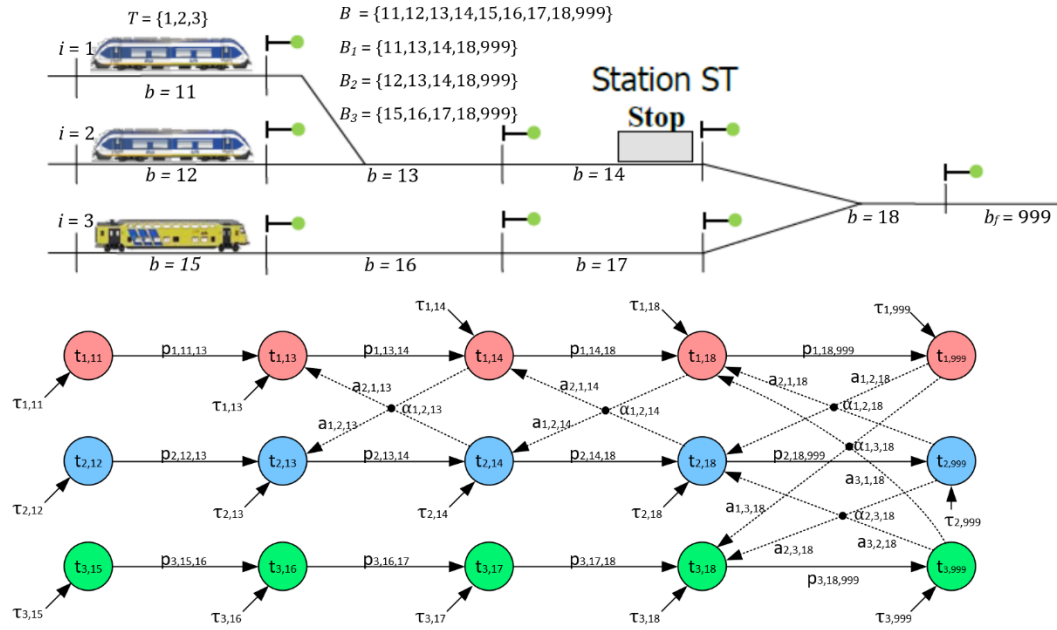 T = {1,2,3}
B = {11,12,13,14,15,16,17,18,999}
B₁ = {11,13,14,18,999}
B₂ = {12,13,14,18,999}
B₃ = {15,16,17,18,999}
i = 1
b = 11
Station ST
Stop
i = 2
b = 12
b = 13
b = 14
i = 3
b = 18
b_f = 999
b = 15
b = 16
b = 17
τ1,14
τ1,18
τ1,999
t1,11
p1,11,13
t1,13
p1,13,14
t1,14
p1,14,18
t1,18
p1,18,999
t1,999
τ1,11
τ1,13
a2,1,13
a2,1,14
a2,1,18
a1,2,18
α1,2,13
α1,2,14
α1,2,18
a1,2,13
a1,2,14
α1,3,18
t2,12
p2,12,13
t2,13
p2,13,14
t2,14
p2,14,18
t2,18
p2,18,999
t2,999
a3,1,18
τ2,12
τ2,13
τ2,14
τ2,18
a1,3,18
α2,3,18
τ2,999
a2,3,18
a3,2,18
t3,15
p3,15,16
t3,16
p3,16,17
t3,17
p3,17,18
t3,18
p3,18,999
t3,999
τ3,15
τ3,16
τ3,17
τ3,18
τ3,999